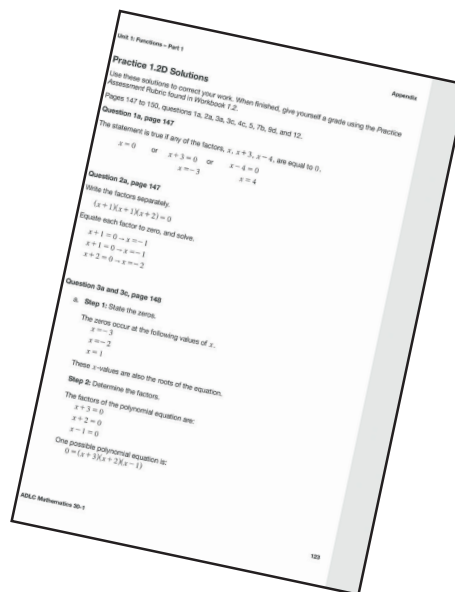 Unit 1: Functions – Part 1
Appendix
Practice 1.2D Solutions
Use these solutions to correct your work. When finished, give yourself a grade using the Practice
Assessment Rubric found in Workbook 1.2.
Pages 147 to 150, questions 1a, 2a, 3a, 3c, 4c, 5, 7b, 9d, and 12.
Question 1a, page 147
The statement is true if any of the factors, x, x+3, x−4, are equal to 0.
x=0 or x+3=0 or x−4=0
x=−3 x=4
Question 2a, page 147
Write the factors separately.
(x+1)(x+1)(x+2)=0
Equate each factor to zero, and solve.
x+1=0→x=−1
x+1=0→x=−1
x+2=0→x=−2
Question 3a and 3c, page 148
a. Step 1: State the zeros.
The zeros occur at the following values of x.
x=−3
x=−2
x=1
These x-values are also the roots of the equation.
Step 2: Determine the factors.
The factors of the polynomial equation are:
x+3=0
x+2=0
x−1=0
One possible polynomial equation is:
0=(x+3)(x+2)(x−1)
ADLC Mathematics 30-1
123